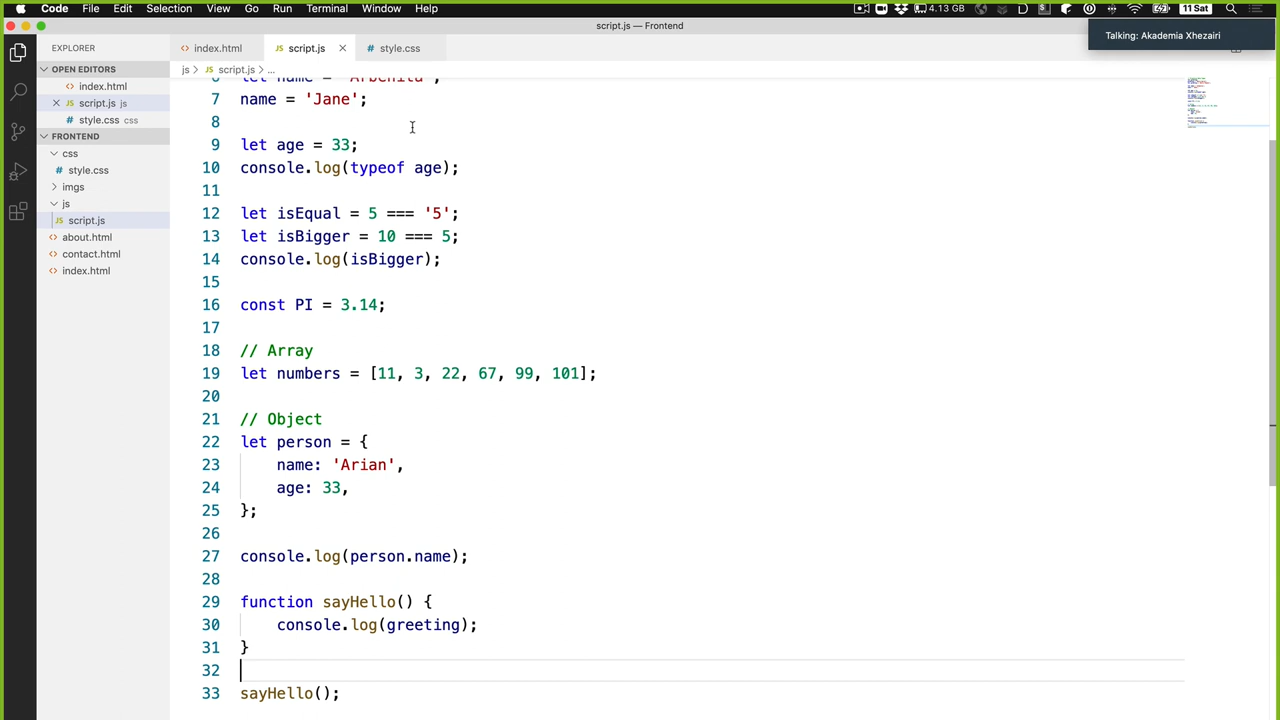 Code File Edit Selection View Go Run Terminal Window Help 4.13 GB 11 Sat
script.js — Frontend
Talking: Akademia Xhezairi
EXPLORER
index.html script.js style.css
OPEN EDITORS
js > JS script.js > ...
index.html
JS script.js js
style.css css
FRONTEND
css
style.css
imgs
js
JS script.js
about.html
contact.html
index.html
7 name = 'Jane';
8
9 let age = 33;
10 console.log(typeof age);
11
12 let isEqual = 5 === '5';
13 let isBigger = 10 === 5;
14 console.log(isBigger);
15
16 const PI = 3.14;
17
18 // Array
19 let numbers = [11, 3, 22, 67, 99, 101];
20
21 // Object
22 let person = {
23 name: 'Arian',
24 age: 33,
25 };
26
27 console.log(person.name);
28
29 function sayHello() {
30 console.log(greeting);
31 }
32
33 sayHello();